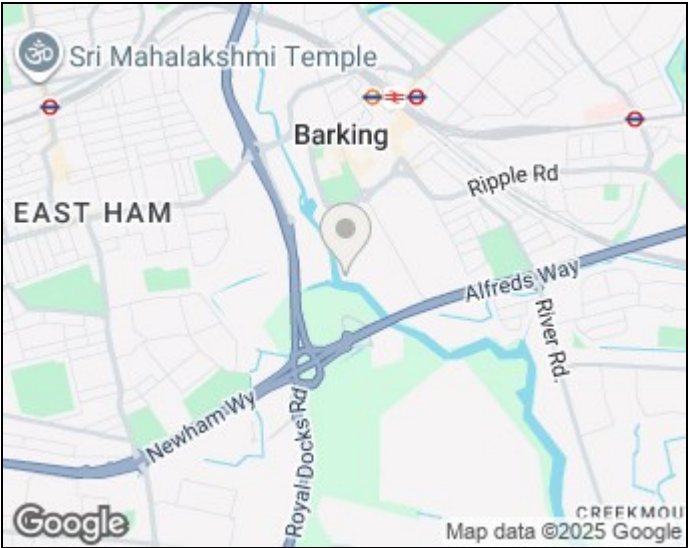 ॐ
Sri Mahalakshmi Temple
Barking
Ripple Rd
EAST HAM
Alfreds Way
River Rd.
Newham Wy
Royal Docks Rd
CREEKMOU
Google
Map data ©2025 Google